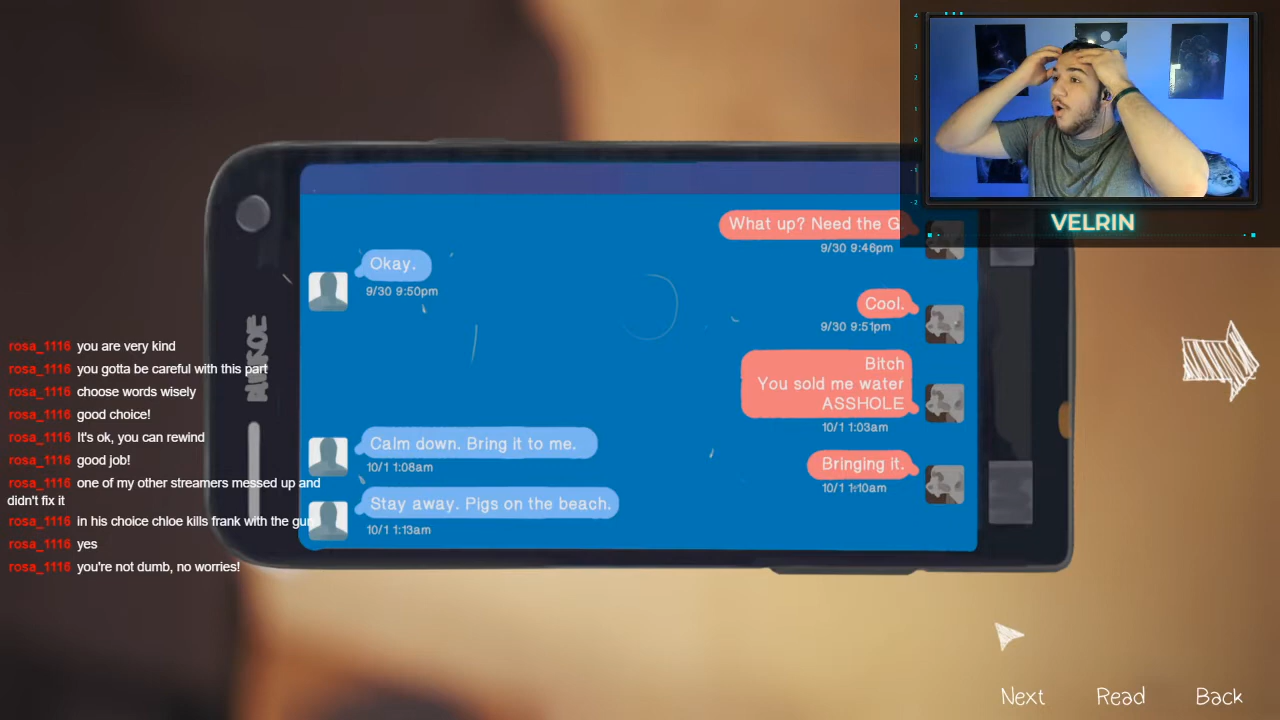 What up? Need the G.
9/30 9:46pm
Okay.
9/30 9:50pm
Cool.
9/30 9:51pm
Bitch
You sold me water
ASSHOLE
10/1 1:03am
Calm down. Bring it to me.
10/1 1:08am
Bringing it.
10/1 1:10am
Stay away. Pigs on the beach.
10/1 1:13am
VELRIN
rosa_1116 you are very kind
rosa_1116 you gotta be careful with this part
rosa_1116 choose words wisely
rosa_1116 good choice!
rosa_1116 It's ok, you can rewind
rosa_1116 good job!
rosa_1116 one of my other streamers messed up and
didn't fix it
rosa_1116 in his choice chloe kills frank with the gun
rosa_1116 yes
rosa_1116 you're not dumb, no worries!
Next
Read
Back